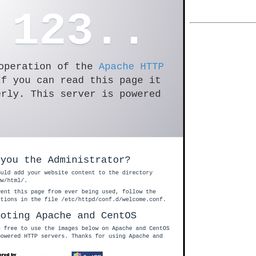 123..
operation of the Apache HTTP
f you can read this page it
erly. This server is powered
you the Administrator?
uld add your website content to the directory
w/html/.
ent this page from ever being used, follow the
tions in the file /etc/httpd/conf.d/welcome.conf.
oting Apache and CentOS
e free to use the images below on Apache and CentOS
powered HTTP servers. Thanks for using Apache and